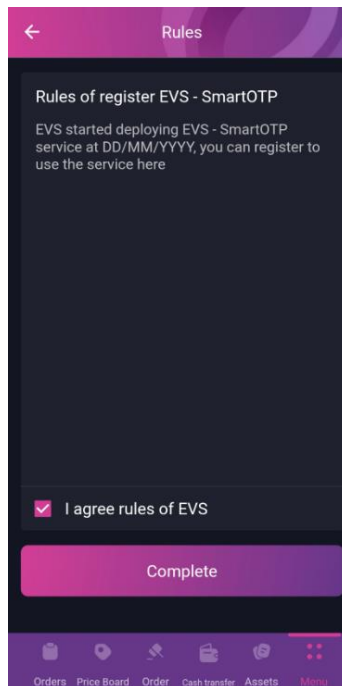 Rules
Rules of register EVS - SmartOTP
EVS started deploying EVS - SmartOTP
service at DD/MM/YYYY, you can register to
use the service here
I agree rules of EVS
Complete
Orders Price Board Order Cash transfer Assets Menu